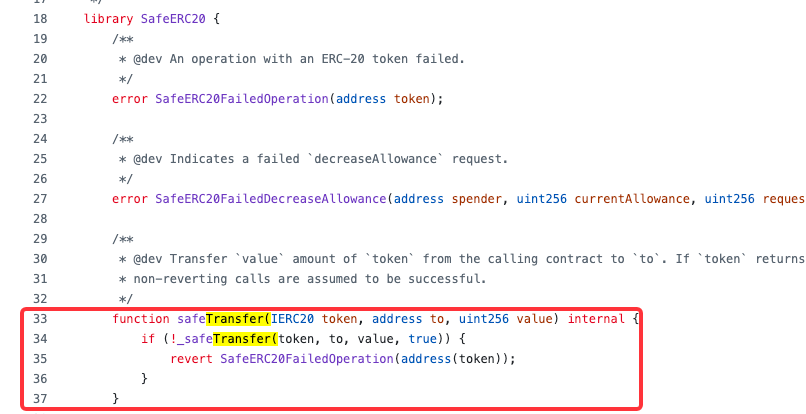 17 */
18 library SafeERC20 {
19 /**
20 * @dev An operation with an ERC-20 token failed.
21 */
22 error SafeERC20FailedOperation(address token);
23
24 /**
25 * @dev Indicates a failed `decreaseAllowance` request.
26 */
27 error SafeERC20FailedDecreaseAllowance(address spender, uint256 currentAllowance, uint256 reques
28
29 /**
30 * @dev Transfer `value` amount of `token` from the calling contract to `to`. If `token` returns
31 * non-reverting calls are assumed to be successful.
32 */
33 function safeTransfer(IERC20 token, address to, uint256 value) internal {
34 if (!_safeTransfer(token, to, value, true)) {
35 revert SafeERC20FailedOperation(address(token));
36 }
37 }